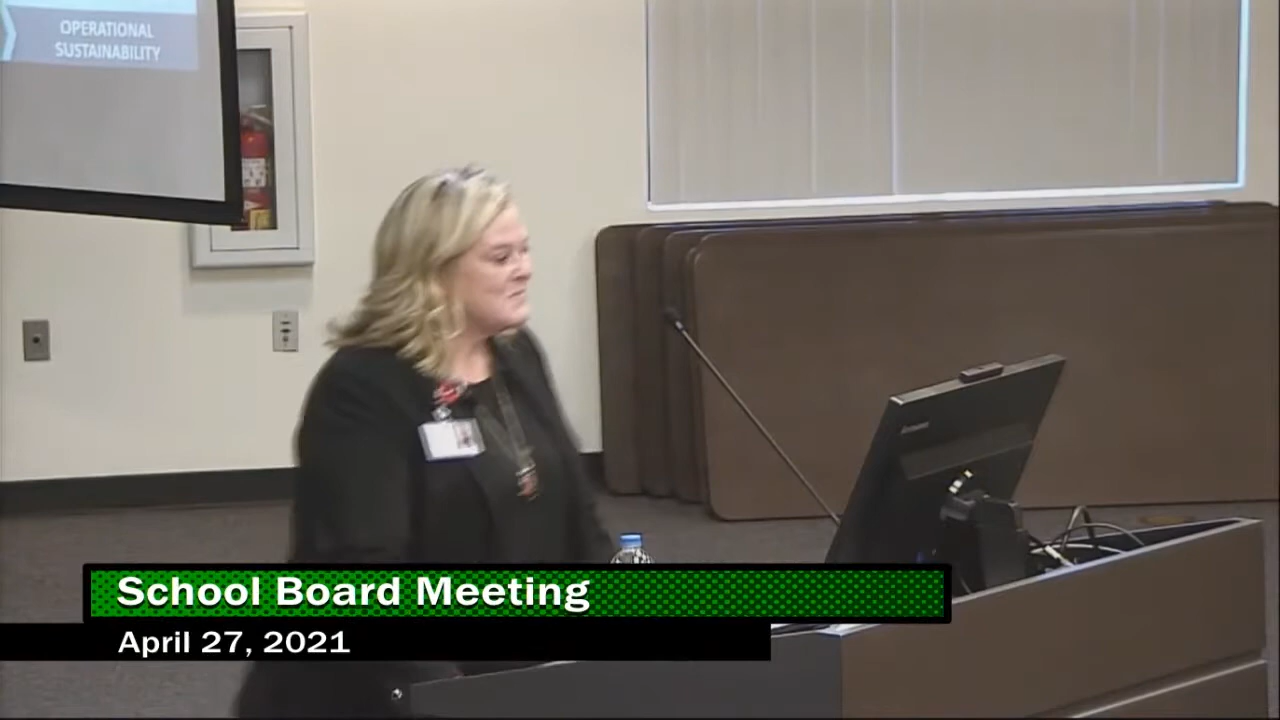 OPERATIONAL
SUSTAINABILITY
School Board Meeting
April 27, 2021